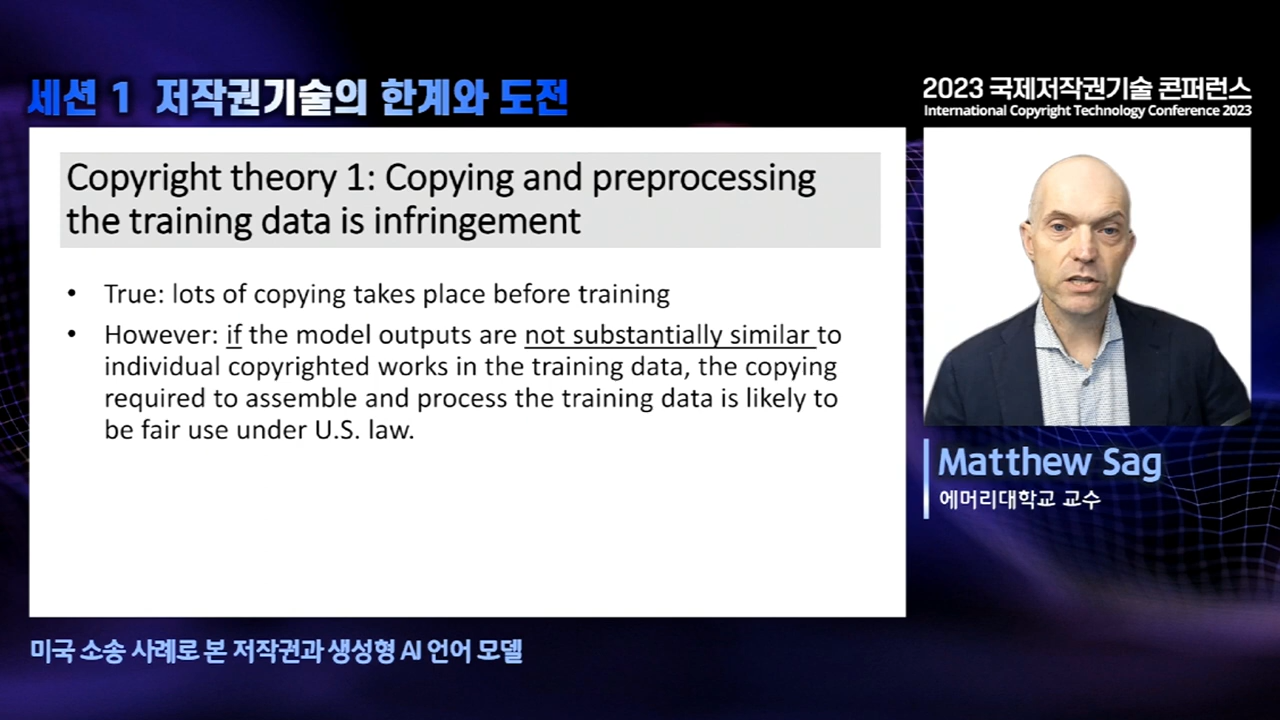 세션 1 저작권기술의 한계와 도전
2023 국제저작권기술 콘퍼런스
International Copyright Technology Conference 2023
Copyright theory 1: Copying and preprocessing
the training data is infringement
• True: lots of copying takes place before training
• However: if the model outputs are not substantially similar to
individual copyrighted works in the training data, the copying
required to assemble and process the training data is likely to
be fair use under U.S. law.
Matthew Sag
에머리대학교 교수
미국 소송 사례로 본 저작권과 생성형 AI 언어 모델